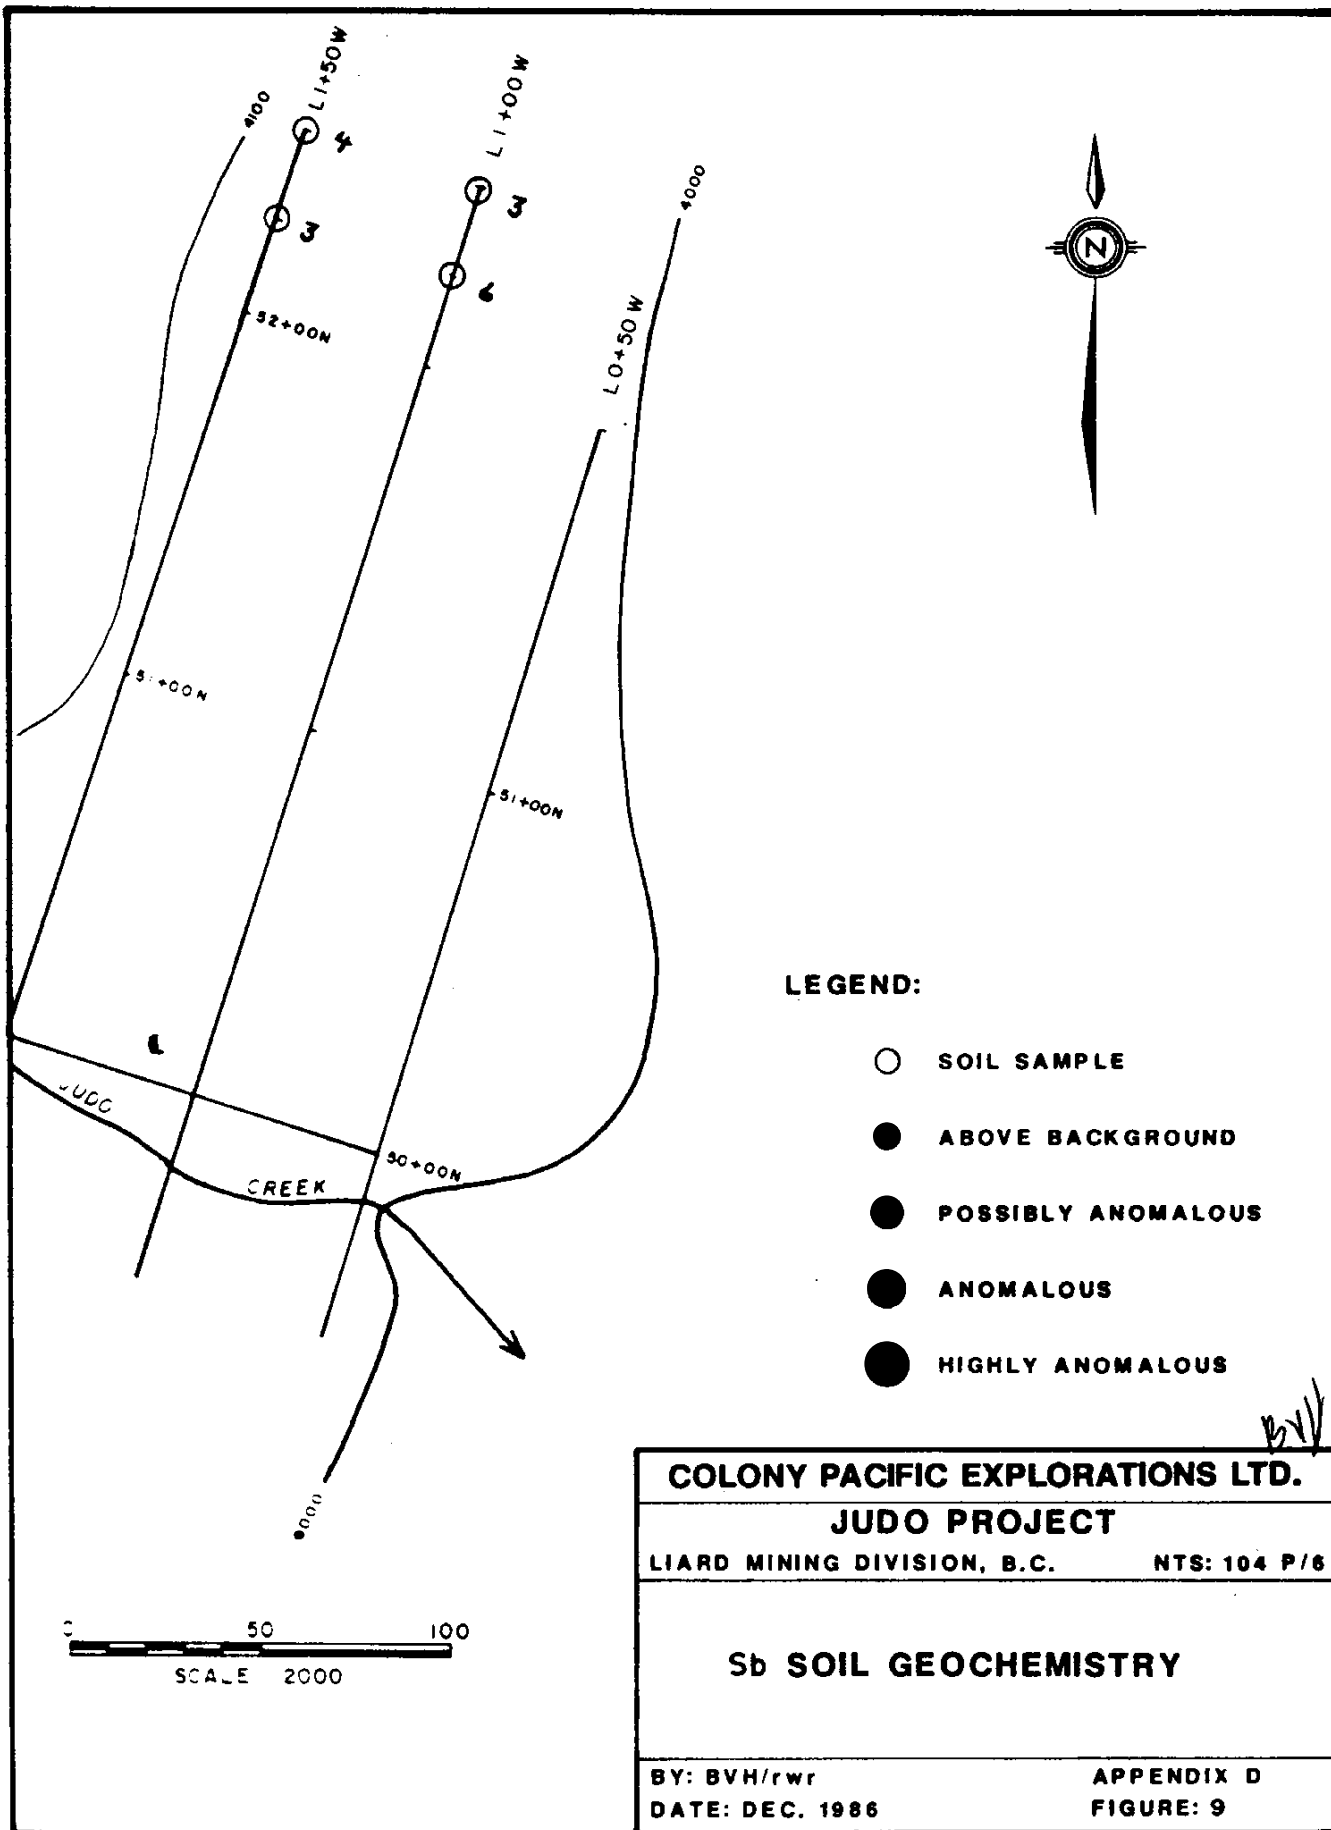 L1+50W
L1+00W
4100
4
3
3
6
4000
52+00N
L0+50W
51+00N
51+00N
JUDO
CREEK
50+00N
N
LEGEND:
SOIL SAMPLE
ABOVE BACKGROUND
POSSIBLY ANOMALOUS
ANOMALOUS
HIGHLY ANOMALOUS
BVH
COLONY PACIFIC EXPLORATIONS LTD.
JUDO PROJECT
LIARD MINING DIVISION, B.C. NTS: 104 P/6
50 100
SCALE 2000
Sb SOIL GEOCHEMISTRY
BY: BVH/rwr APPENDIX D
DATE: DEC. 1986 FIGURE: 9